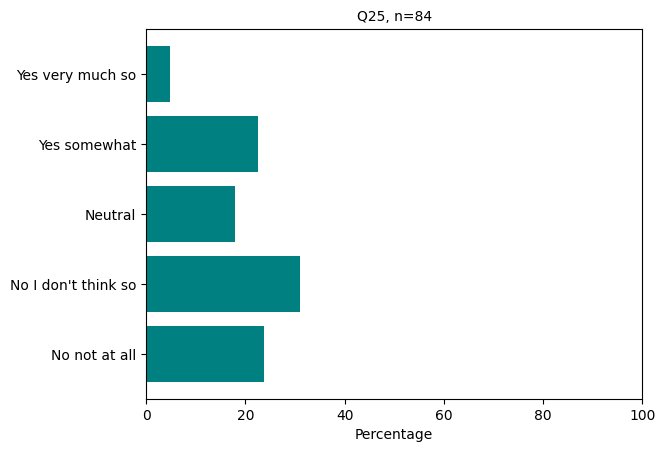 Q25, n=84
Yes very much so
Yes somewhat
Neutral
No I don't think so
No not at all
0 20 40 60 80 100
Percentage